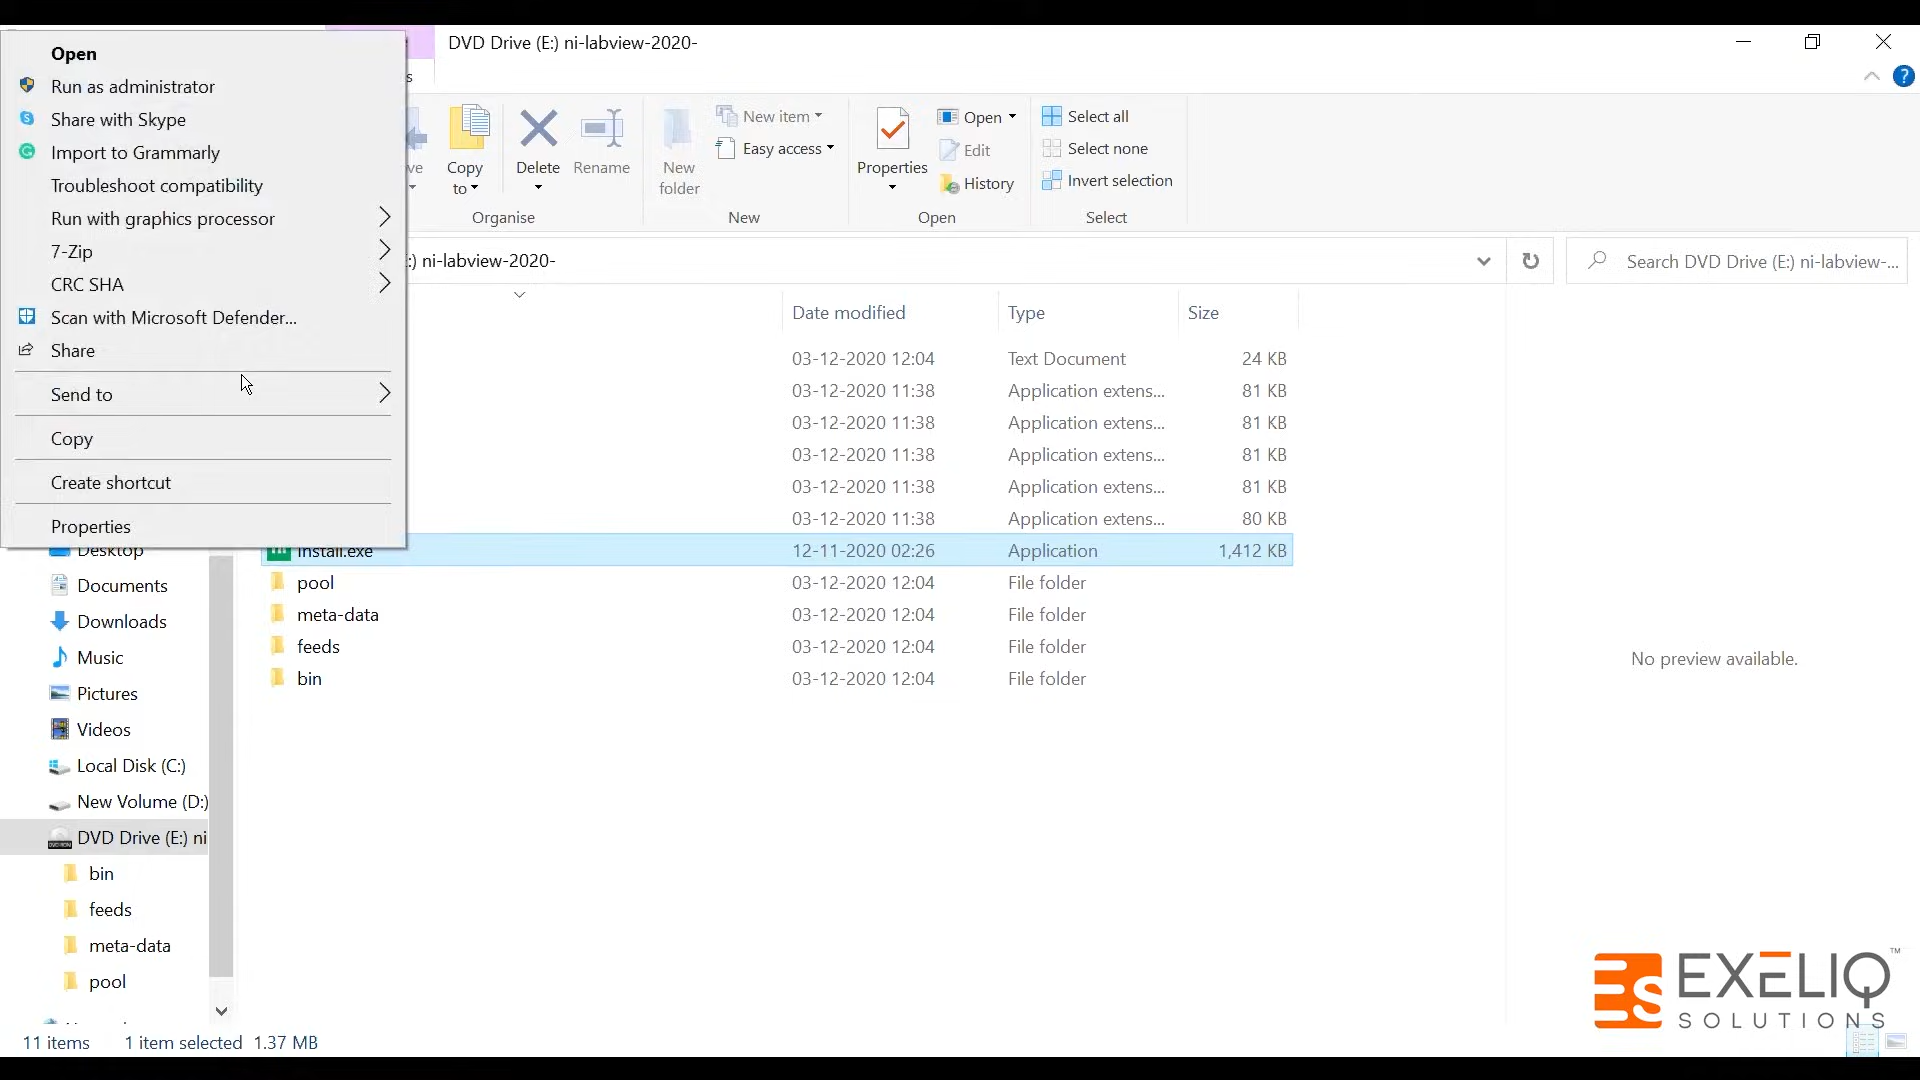 DVD Drive (E:) ni-labview-2020-
Open
Run as administrator
Share with Skype
Import to Grammarly
Troubleshoot compatibility
Run with graphics processor
7-Zip
CRC SHA
Scan with Microsoft Defender...
Share
Send to
Copy
Create shortcut
Properties
s
ve
Copy to
Delete
Rename
Organise
New folder
New item
Easy access
New
Properties
Open
Edit
History
Open
Select all
Select none
Invert selection
Select
:) ni-labview-2020-
Search DVD Drive (E:) ni-labview-...
Date modified Type Size
03-12-2020 12:04 Text Document 24 KB
03-12-2020 11:38 Application extens... 81 KB
03-12-2020 11:38 Application extens... 81 KB
03-12-2020 11:38 Application extens... 81 KB
03-12-2020 11:38 Application extens... 81 KB
03-12-2020 11:38 Application extens... 80 KB
install.exe 12-11-2020 02:26 Application 1,412 KB
pool 03-12-2020 12:04 File folder
meta-data 03-12-2020 12:04 File folder
feeds 03-12-2020 12:04 File folder
bin 03-12-2020 12:04 File folder
Desktop
Documents
Downloads
Music
Pictures
Videos
Local Disk (C:)
New Volume (D:)
DVD Drive (E:) ni
bin
feeds
meta-data
pool
No preview available.
EXELIQ™
SOLUTIONS
11 items 1 item selected 1.37 MB